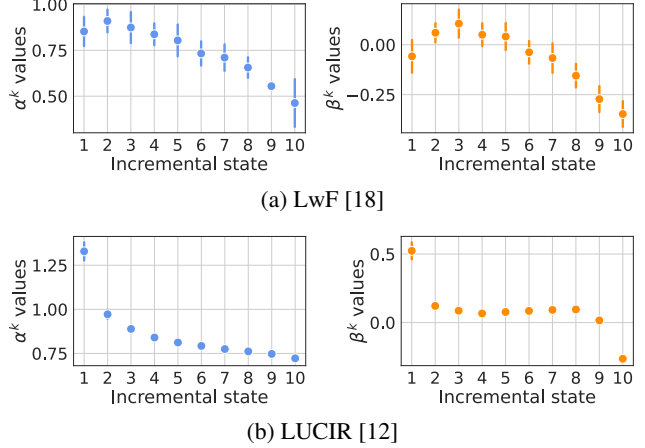 1.00
0.75
0.50
α^k values
1 2 3 4 5 6 7 8 9 10
Incremental state
0.00
−0.25
β^k values
1 2 3 4 5 6 7 8 9 10
Incremental state
(a) LwF [18]
1.25
1.00
0.75
α^k values
1 2 3 4 5 6 7 8 9 10
Incremental state
0.5
0.0
β^k values
1 2 3 4 5 6 7 8 9 10
Incremental state
(b) LUCIR [12]